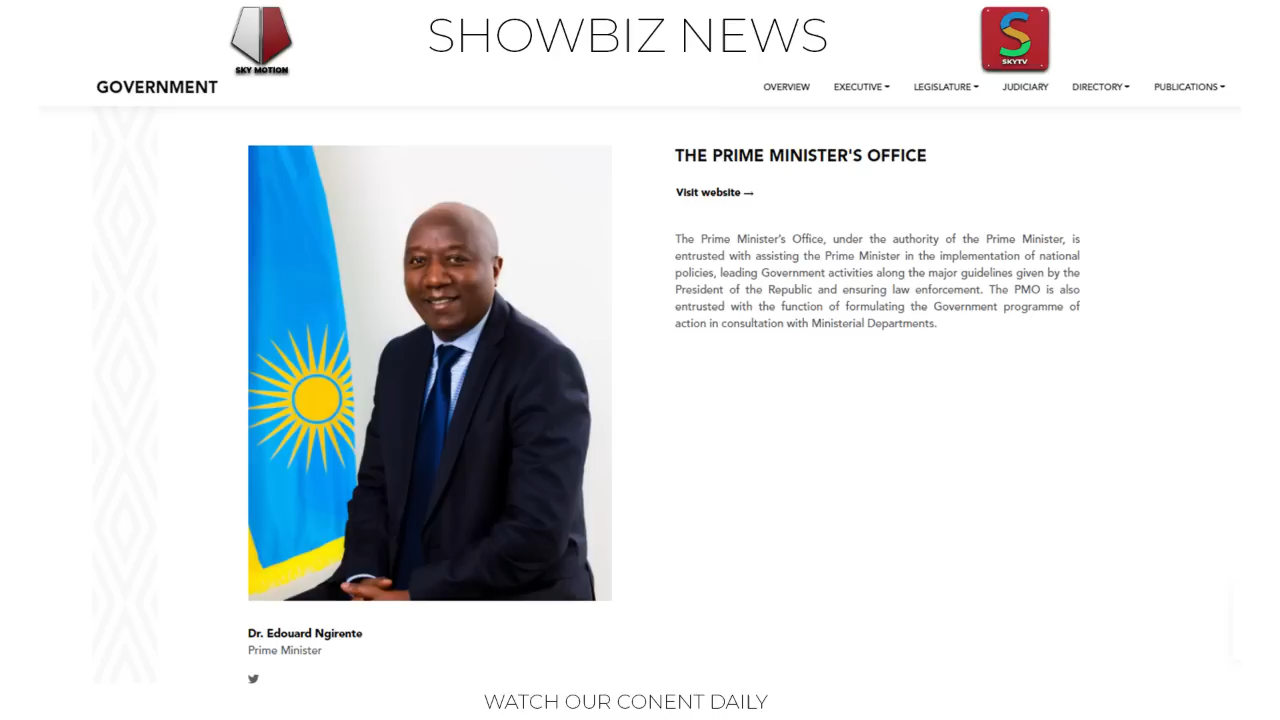 SHOWBIZ NEWS
SKY MOTION
SKYTV
GOVERNMENT
OVERVIEW EXECUTIVE LEGISLATURE JUDICIARY DIRECTORY PUBLICATIONS
THE PRIME MINISTER'S OFFICE
Visit website →
The Prime Minister's Office, under the authority of the Prime Minister, is
entrusted with assisting the Prime Minister in the implementation of national
policies, leading Government activities along the major guidelines given by the
President of the Republic and ensuring law enforcement. The PMO is also
entrusted with the function of formulating the Government programme of
action in consultation with Ministerial Departments.
Dr. Edouard Ngirente
Prime Minister
WATCH OUR CONENT DAILY